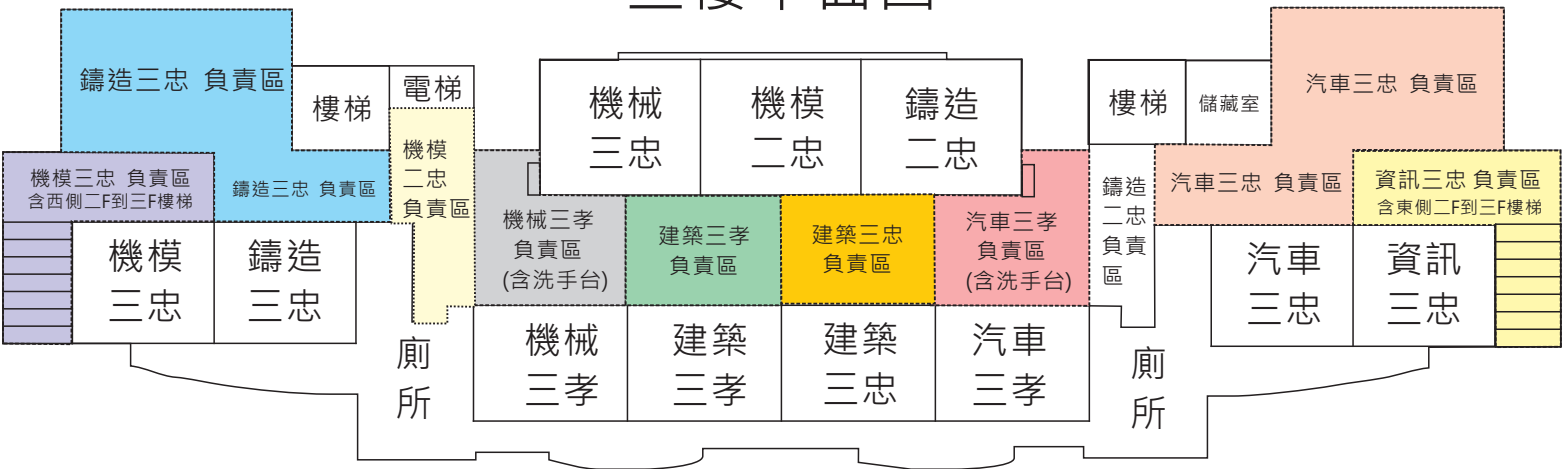 三樓平面圖
鑄造三忠 負責區
樓梯
電梯
機模
二忠
負責區
機模三忠 負責區
含西側二F到三F樓梯
鑄造三忠 負責區
機模
三忠
鑄造
三忠
廁
所
機械
三忠
機模
二忠
鑄造
二忠
機械三孝
負責區
(含洗手台)
建築三孝
負責區
建築三忠
負責區
汽車三孝
負責區
(含洗手台)
機械
三孝
建築
三孝
建築
三忠
汽車
三孝
樓梯
儲藏室
汽車三忠 負責區
鑄造
二忠
負責
區
汽車三忠 負責區
資訊三忠 負責區
含東側二F到三F樓梯
汽車
三忠
資訊
三忠
廁
所